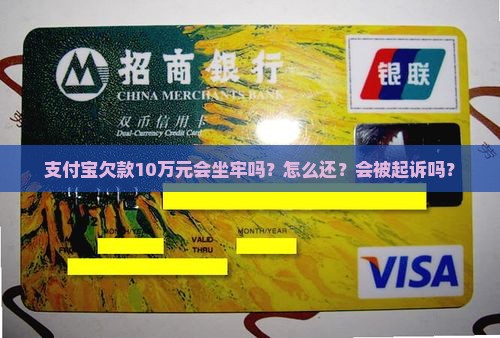 招商银行
CHINA MERCHANTS BANK
银联
双币信用卡
Dual-Currency Credit Card
支付宝欠款10万元会坐牢吗？怎么还？会被起诉吗？
MONTH/YEAR
VALID
THRU
MONTH/YEAR
VISA